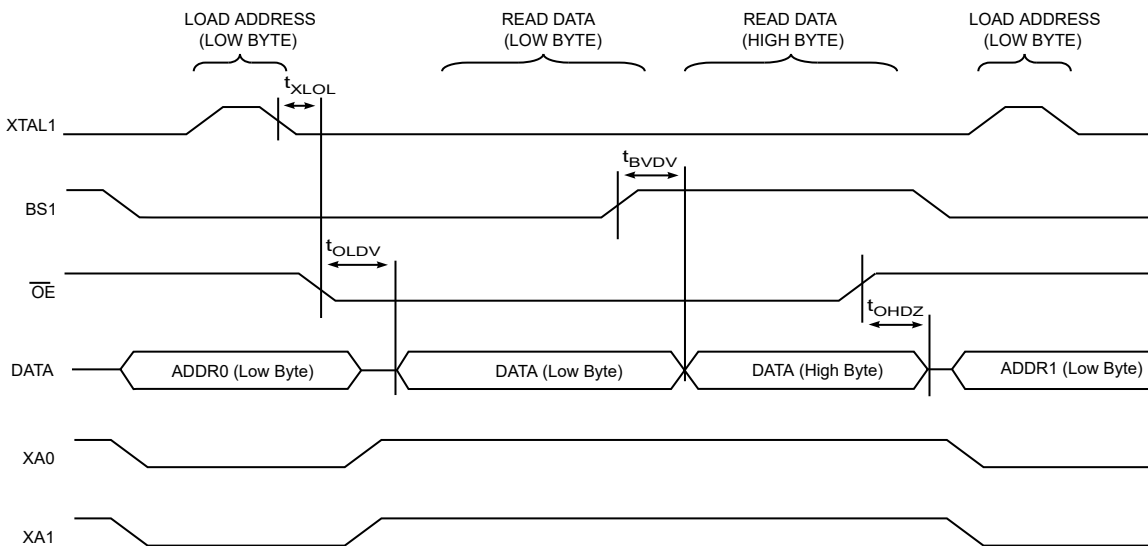 LOAD ADDRESS
(LOW BYTE)
READ DATA
(LOW BYTE)
READ DATA
(HIGH BYTE)
LOAD ADDRESS
(LOW BYTE)
tXLOL
XTAL1
tBVDV
BS1
tOLDV
OE
tOHDZ
DATA
ADDR0 (Low Byte)
DATA (Low Byte)
DATA (High Byte)
ADDR1 (Low Byte)
XA0
XA1